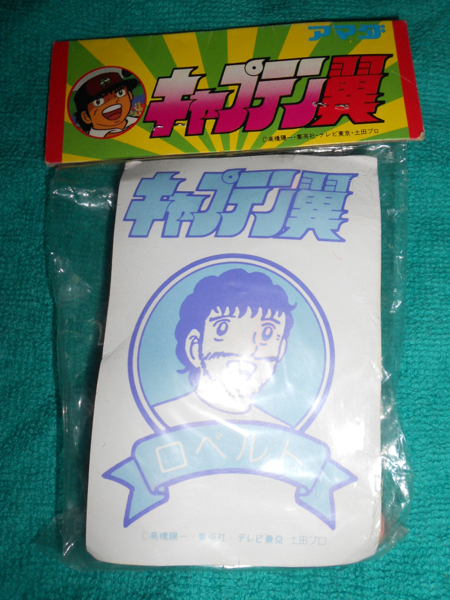 アマダ
キャプテン翼
©高橋陽一・集英社・テレビ東京・土田プロ
キャプテン翼
ロベルト
©高橋陽一・集英社・テレビ東京・土田プロ